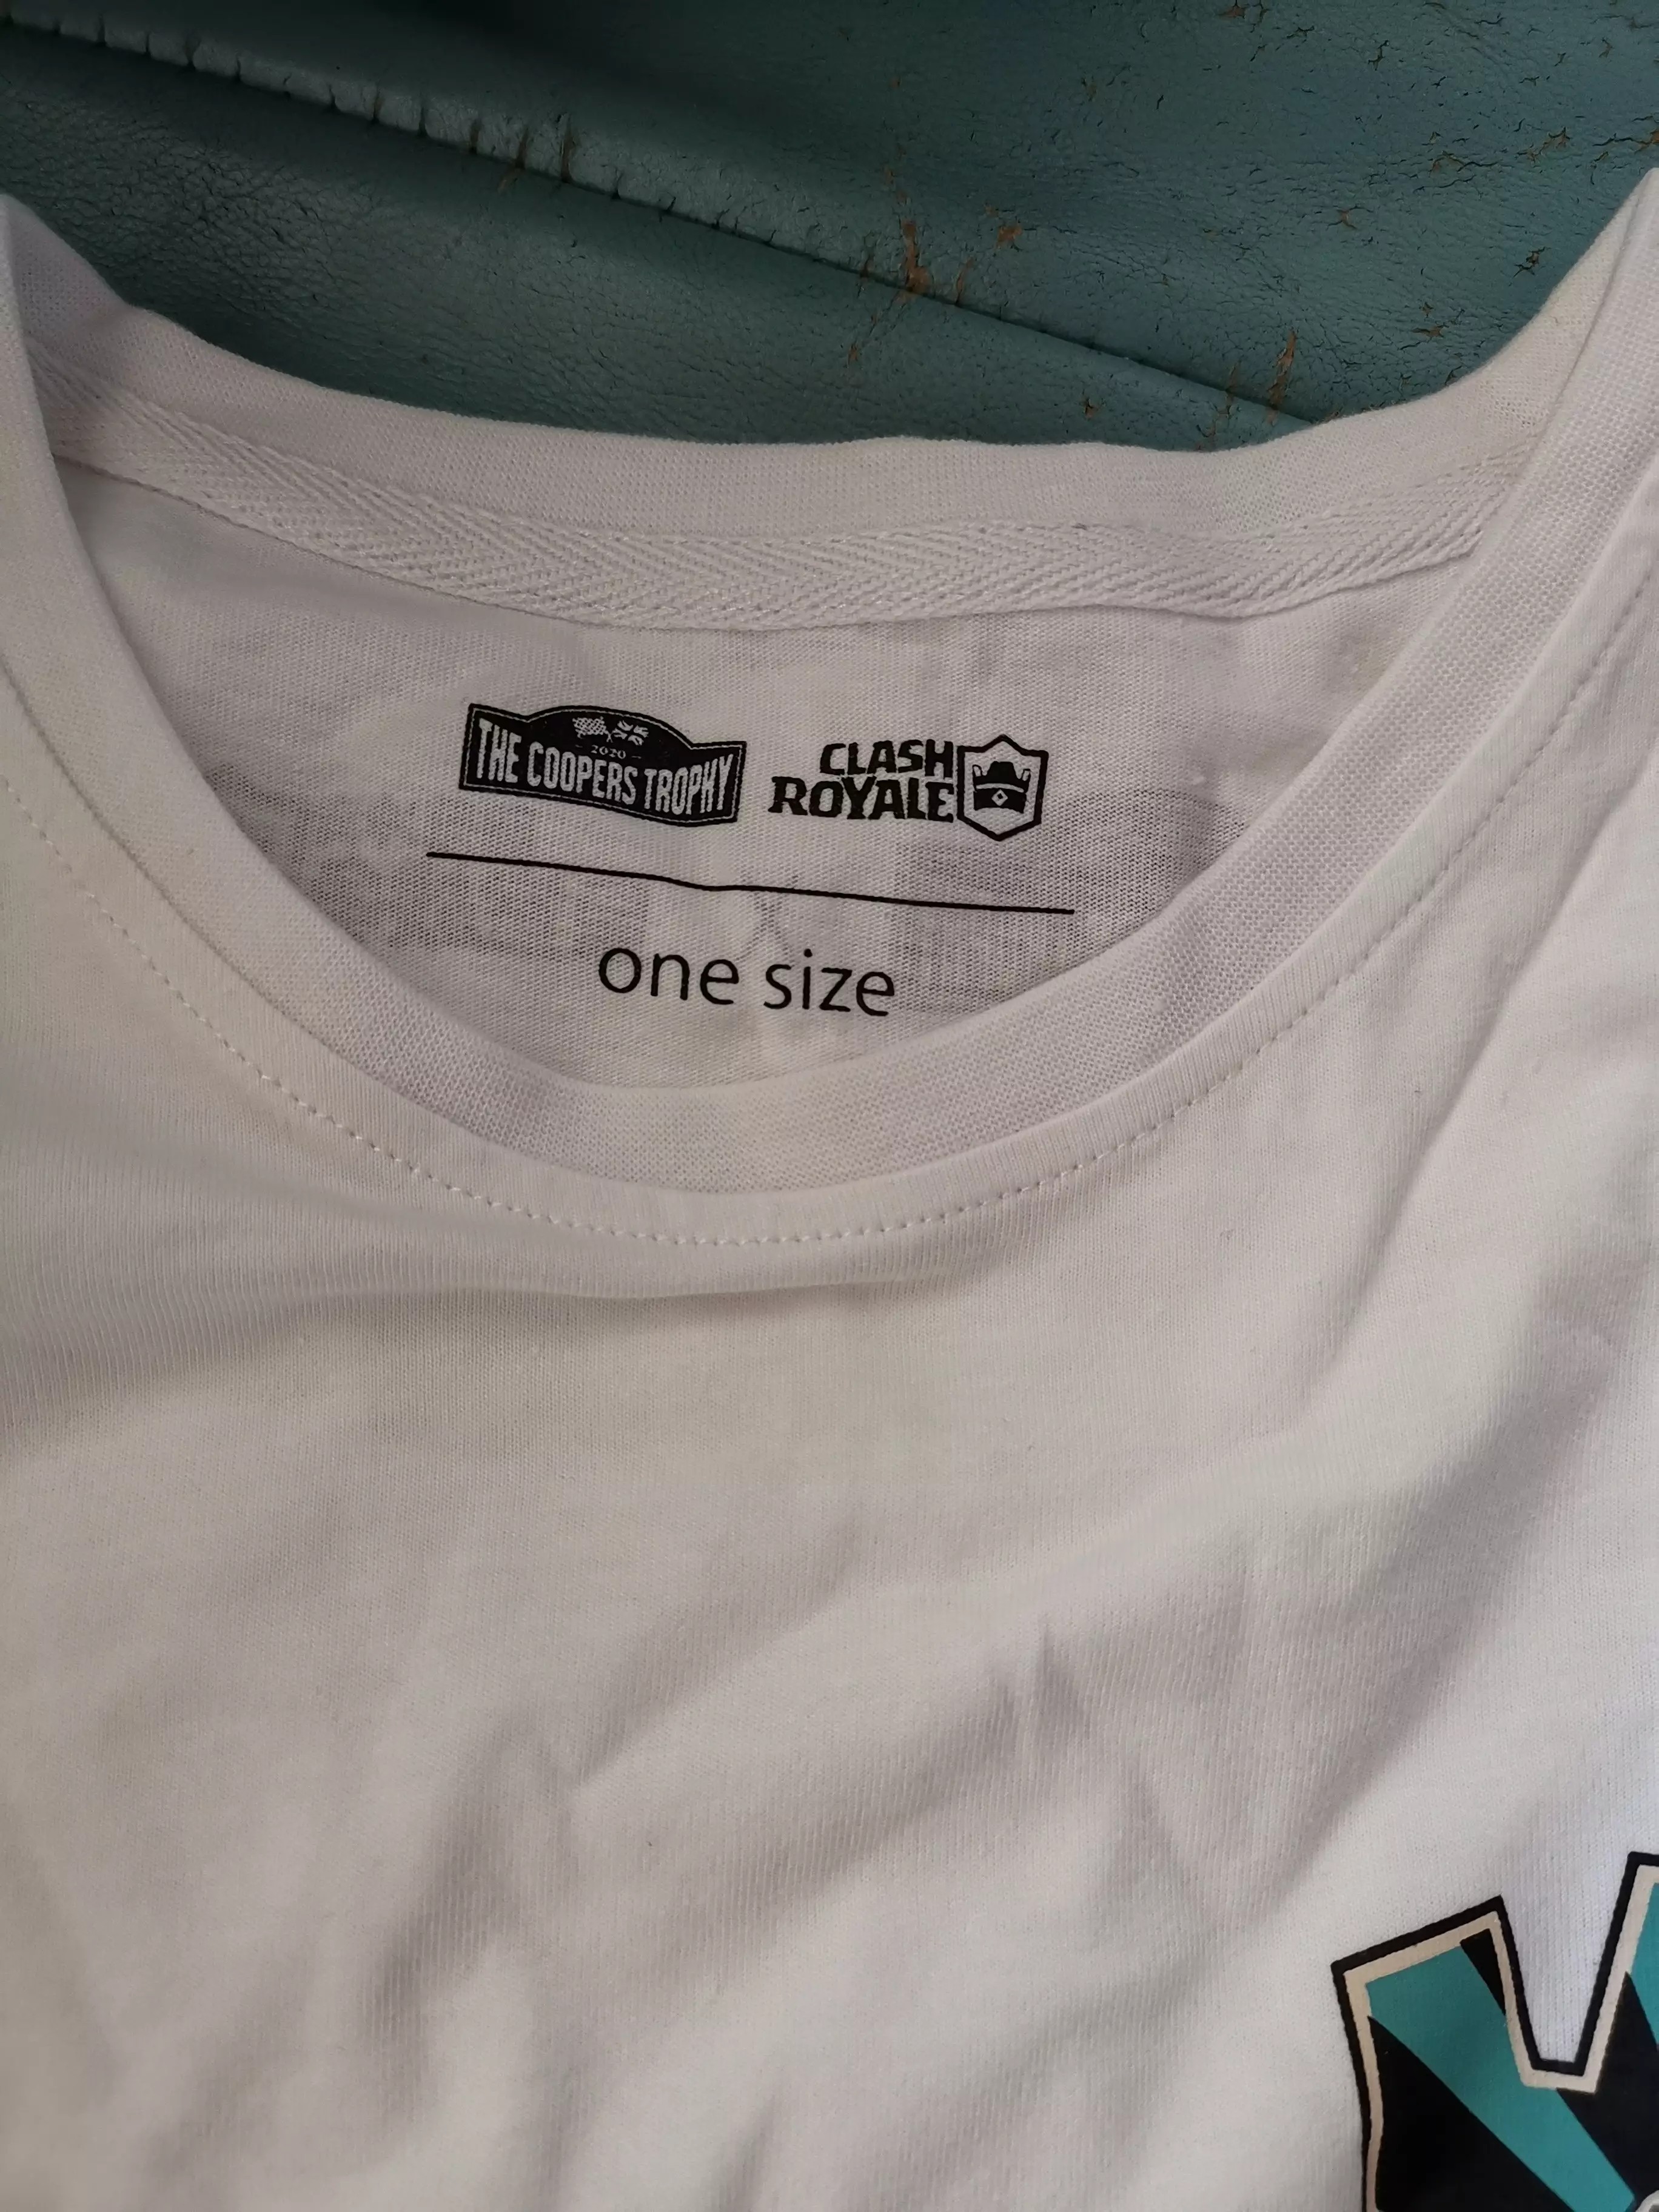 2020
THE COOPERS TROPHY
CLASH
ROYALE
one size